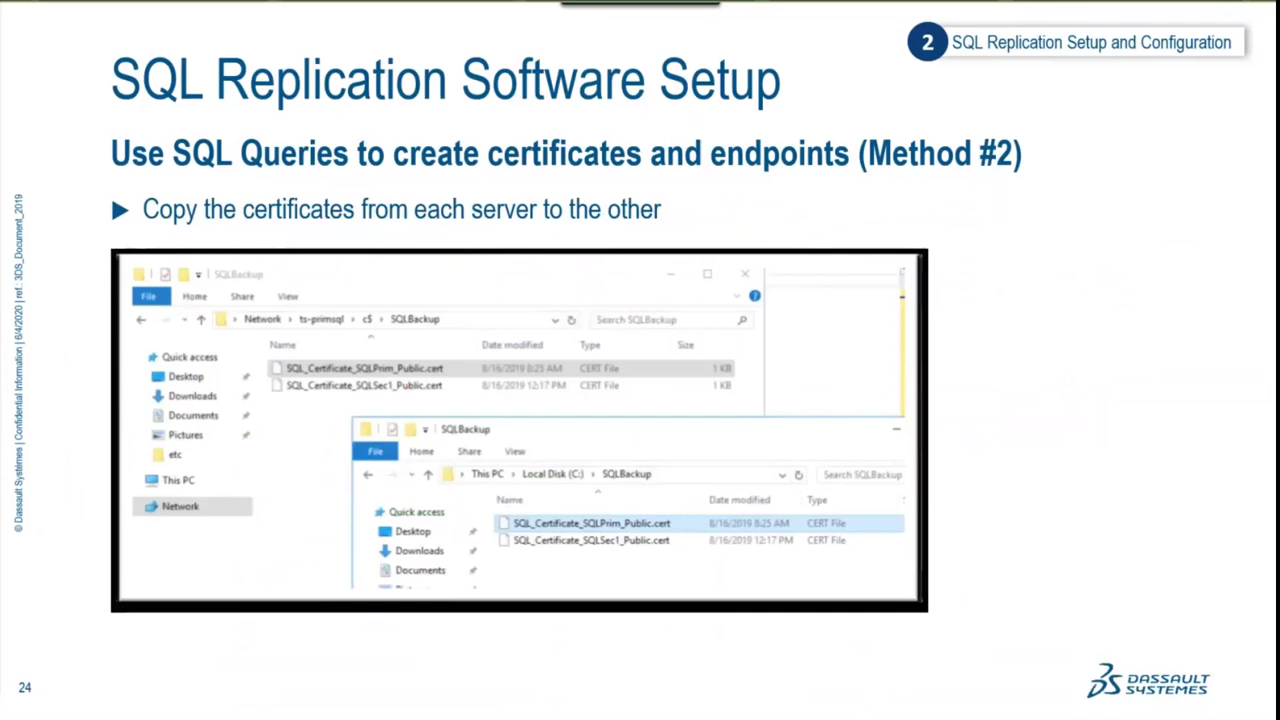 2 SQL Replication Setup and Configuration
SQL Replication Software Setup
Use SQL Queries to create certificates and endpoints (Method #2)
Copy the certificates from each server to the other
SQLBackup
File Home Share View
Network > ts-primsql > c$ > SQLBackup
Search SQLBackup
Name Date modified Type Size
Quick access
Desktop
Downloads
Documents
Pictures
etc
This PC
Network
SQL_Certificate_SQLPrim_Public.cert 8/16/2019 8:25 AM CERT File 1 KB
SQL_Certificate_SQLSec1_Public.cert 8/16/2019 12:17 PM CERT File 1 KB
SQLBackup
File Home Share View
This PC > Local Disk (C:) > SQLBackup
Search SQLBackup
Name Date modified Type
Quick access
Desktop
Downloads
Documents
SQL_Certificate_SQLPrim_Public.cert 8/16/2019 8:25 AM CERT File
SQL_Certificate_SQLSec1_Public.cert 8/16/2019 12:17 PM CERT File
© Dassault Systèmes | Confidential Information | 6/4/2020 | ref.: 3DS_Document_2019
24
DASSAULT
SYSTEMES